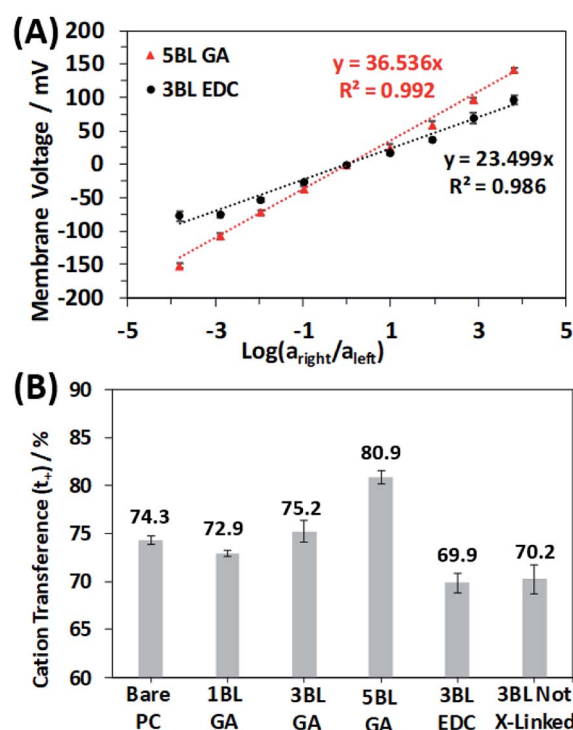 (A)
200
150
100
50
0
-50
-100
-150
-200
Membrane Voltage / mV
5BL GA
3BL EDC
y = 36.536x
R² = 0.992
y = 23.499x
R² = 0.986
-5 -3 -1 1 3 5
Log(a_right/a_left)
(B)
90
85
80
75
70
65
60
Cation Transference (t₊) / %
74.3
72.9
75.2
80.9
69.9
70.2
Bare 1BL 3BL 5BL 3BL 3BL Not
PC GA GA GA EDC X-Linked